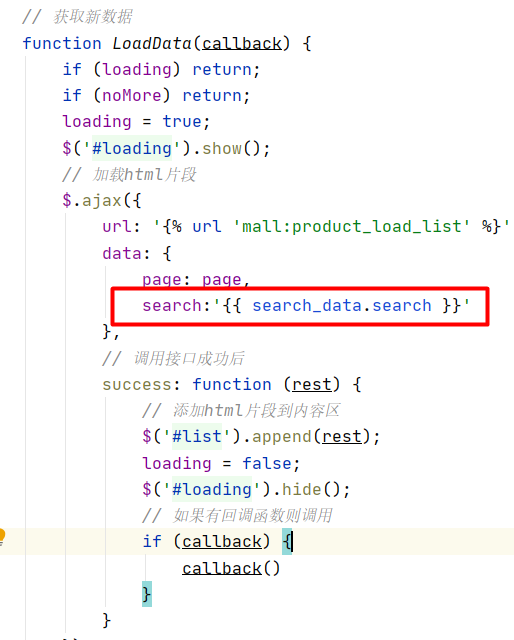 // 获取新数据
function LoadData(callback) {
if (loading) return;
if (noMore) return;
loading = true;
$('#loading').show();
// 加载html片段
$.ajax({
url: '{% url 'mall:product_load_list' %}'
data: {
page: page,
search:'{{ search_data.search }}'
},
// 调用接口成功后
success: function (rest) {
// 添加html片段到内容区
$('#list').append(rest);
loading = false;
$('#loading').hide();
// 如果有回调函数则调用
if (callback) {
callback()
}
}